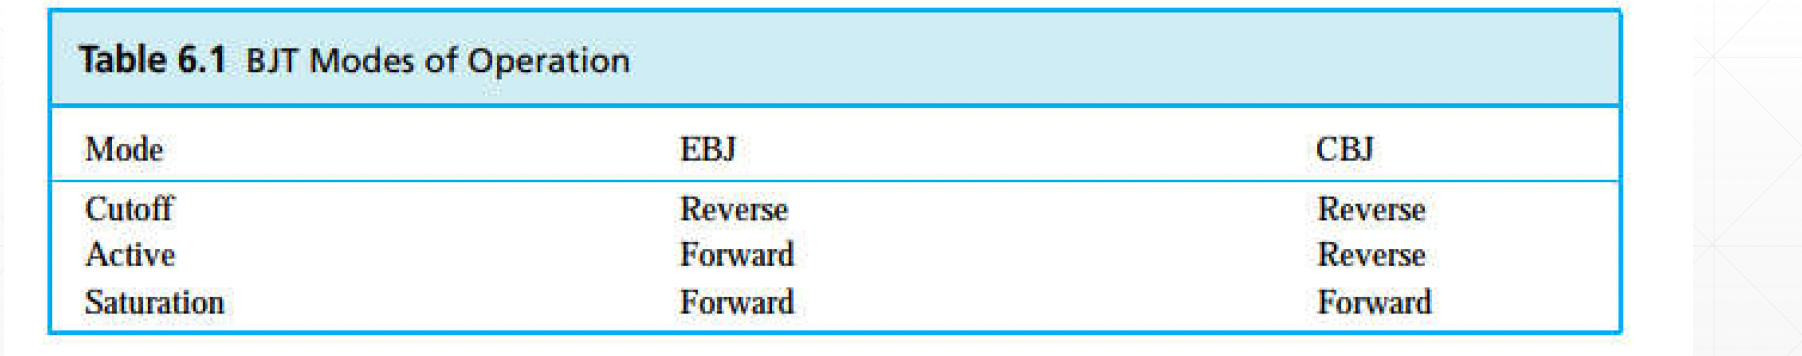 Table 6.1 BJT Modes of Operation
Mode EBJ CBJ
Cutoff Reverse Reverse
Active Forward Reverse
Saturation Forward Forward